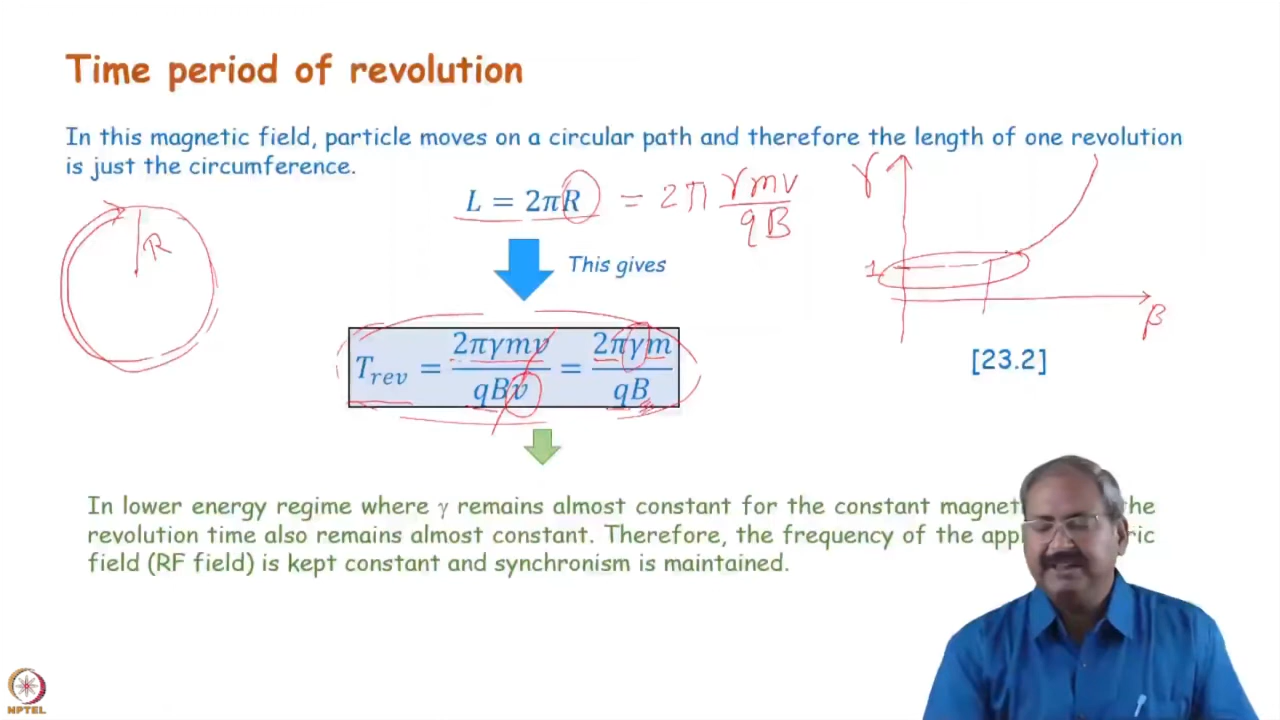 Time period of revolution
In this magnetic field, particle moves on a circular path and therefore the length of one revolution
is just the circumference.
L = 2πR = 2π γmv / qB
R
γ
1
β
This gives
T_rev = 2πγmv / qBv = 2πγm / qB
[23.2]
In lower energy regime where γ remains almost constant for the constant magnet the
revolution time also remains almost constant. Therefore, the frequency of the app ric
field (RF field) is kept constant and synchronism is maintained.
NPTEL